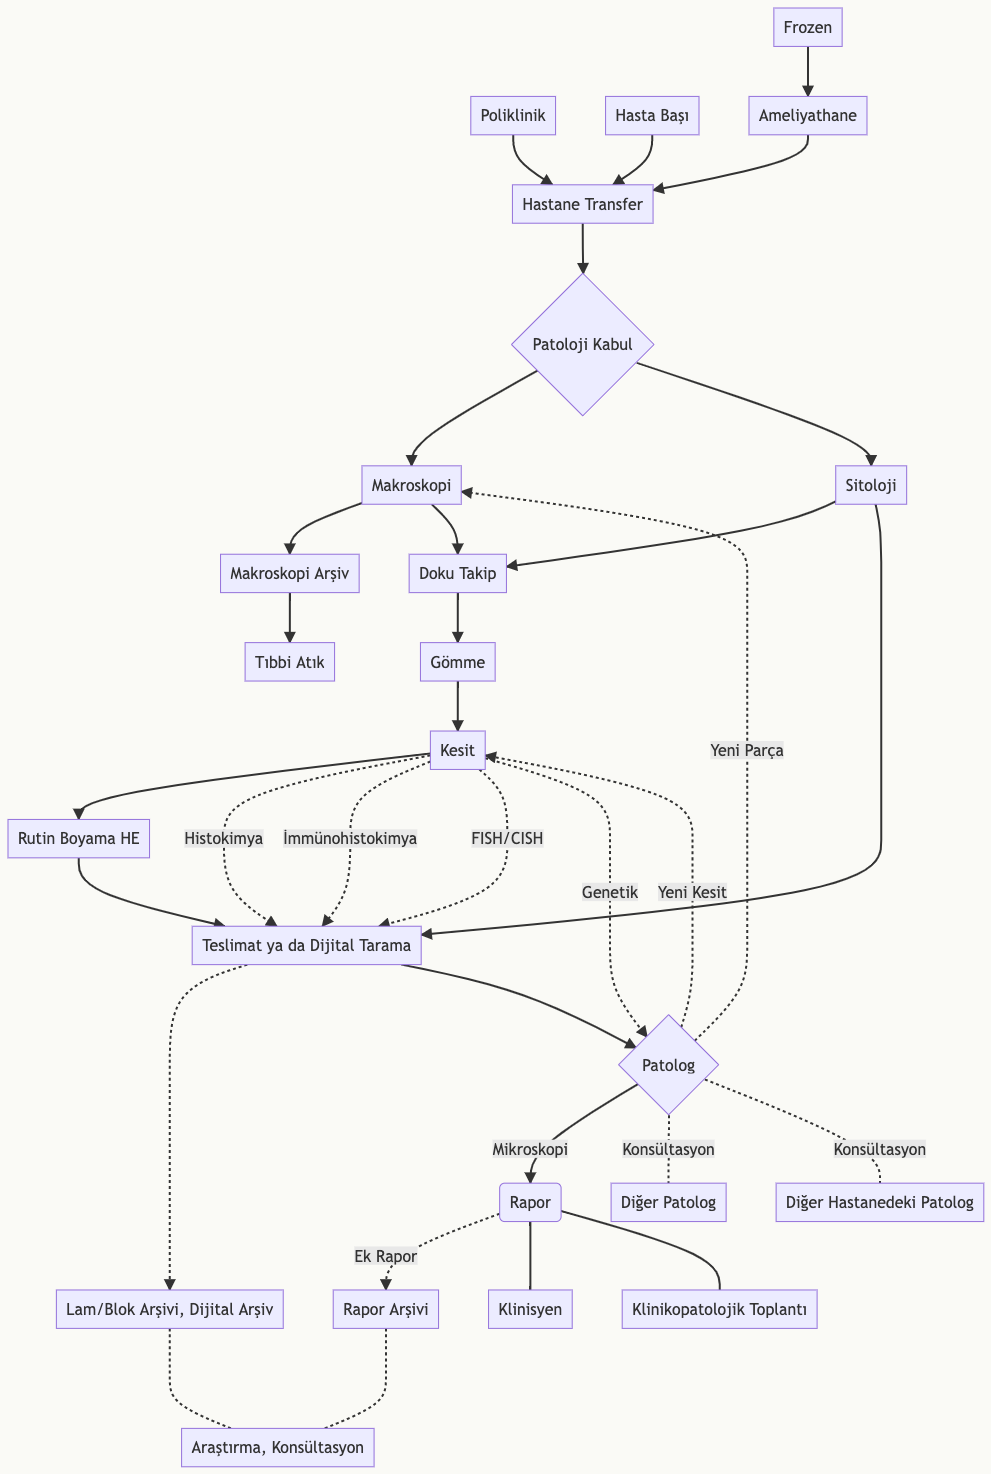 Frozen
Poliklinik
Hasta Başı
Ameliyathane
Hastane Transfer
Patoloji Kabul
Makroskopi
Sitoloji
Makroskopi Arşiv
Doku Takip
Tıbbi Atık
Gömme
Kesit
Yeni Parça
Rutin Boyama HE
Histokimya
İmmünohistokimya
FISH/CISH
Genetik
Yeni Kesit
Teslimat ya da Dijital Tarama
Patolog
Mikroskopi
Konsültasyon
Konsültasyon
Rapor
Diğer Patolog
Diğer Hastanedeki Patolog
Ek Rapor
Lam/Blok Arşivi, Dijital Arşiv
Rapor Arşivi
Klinisyen
Klinikopatolojik Toplantı
Araştırma, Konsültasyon